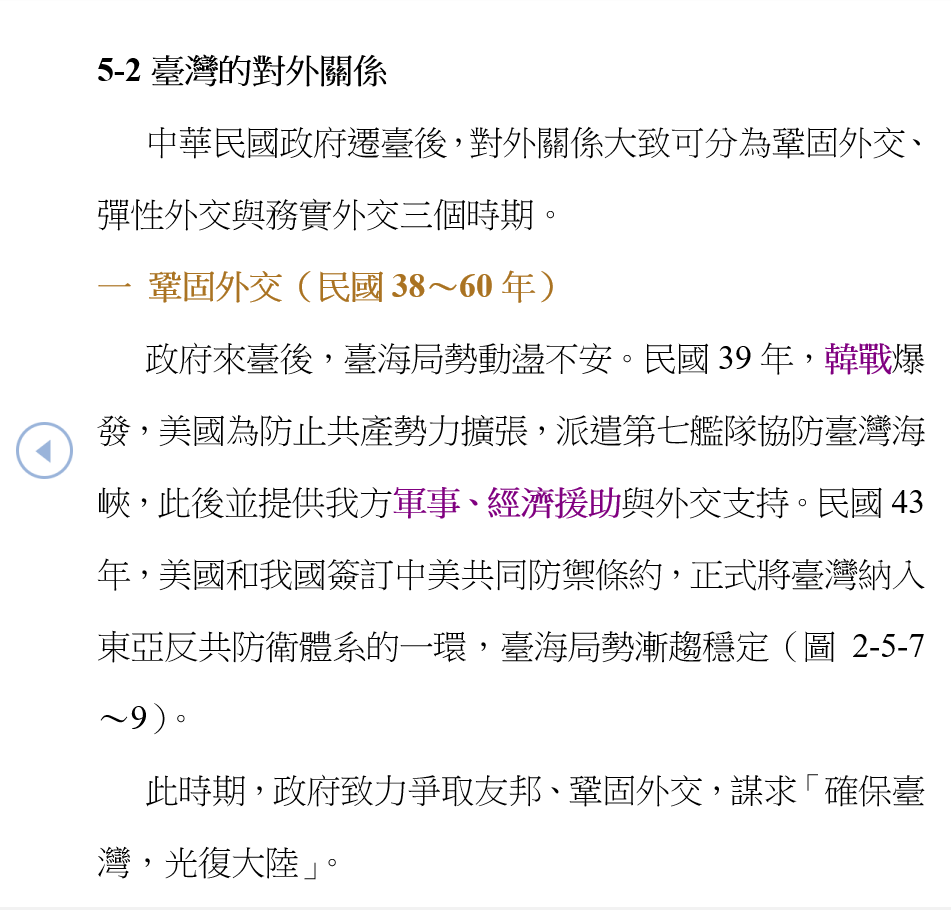 5-2 臺灣的對外關係
中華民國政府遷臺後，對外關係大致可分為鞏固外交、
彈性外交與務實外交三個時期。
一 鞏固外交（民國 38～60 年）
政府來臺後，臺海局勢動盪不安。民國 39 年，韓戰爆
發，美國為防止共產勢力擴張，派遣第七艦隊協防臺灣海
峽，此後並提供我方軍事、經濟援助與外交支持。民國 43
年，美國和我國簽訂中美共同防禦條約，正式將臺灣納入
東亞反共防衛體系的一環，臺海局勢漸趨穩定（圖 2-5-7
～9）。
此時期，政府致力爭取友邦、鞏固外交，謀求「確保臺
灣，光復大陸」。